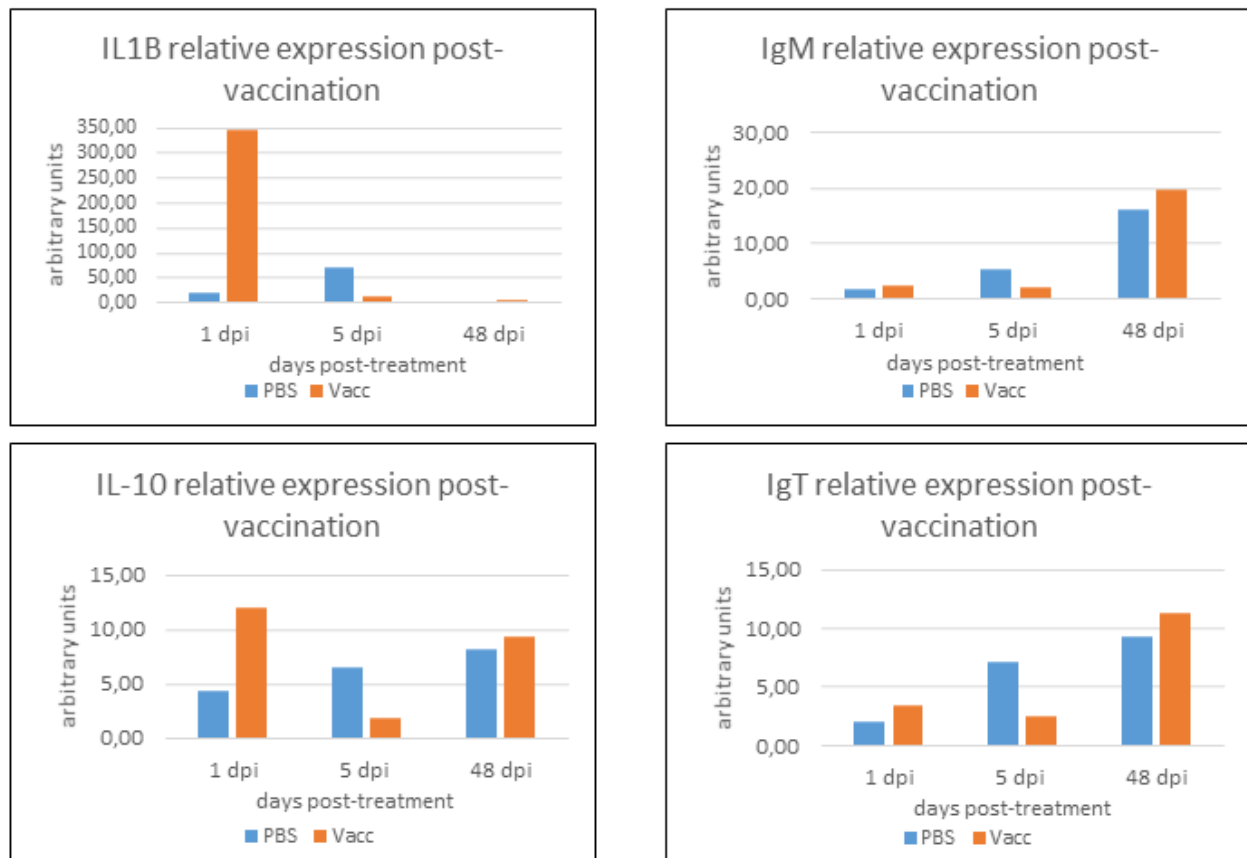 IL1B relative expression post-
vaccination
arbitrary units
350,00
300,00
250,00
200,00
150,00
100,00
50,00
0,00
1 dpi 5 dpi 48 dpi
days post-treatment
PBS Vacc
IgM relative expression post-
vaccination
arbitrary units
30,00
20,00
10,00
0,00
1 dpi 5 dpi 48 dpi
days post-treatment
PBS Vacc
IL-10 relative expression post-
vaccination
arbitrary units
15,00
10,00
5,00
0,00
1 dpi 5 dpi 48 dpi
days post-treatment
PBS Vacc
IgT relative expression post-
vaccination
arbitrary units
15,00
10,00
5,00
0,00
1 dpi 5 dpi 48 dpi
days post-treatment
PBS Vacc